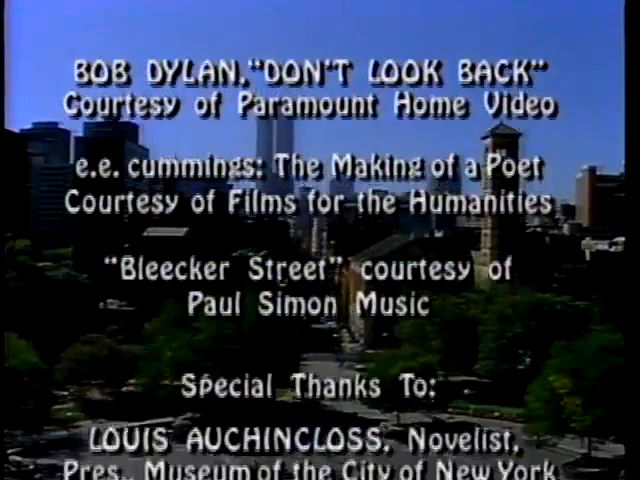 BOB DYLAN, "DON'T LOOK BACK"
Courtesy of Paramount Home Video
e.e. cummings: The Making of a Poet
Courtesy of Films for the Humanities
"Bleecker Street" courtesy of
Paul Simon Music
Special Thanks To:
LOUIS AUCHINCLOSS, Novelist,
Pres., Museum of the City of New York